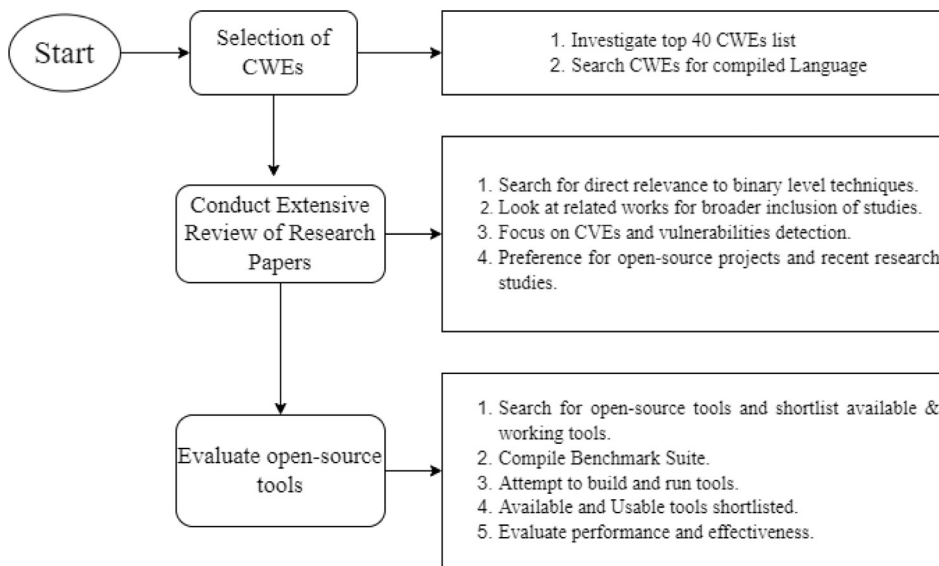 Start
Selection of
CWEs
1. Investigate top 40 CWEs list
2. Search CWEs for compiled Language
Conduct Extensive
Review of Research
Papers
1. Search for direct relevance to binary level techniques.
2. Look at related works for broader inclusion of studies.
3. Focus on CVEs and vulnerabilities detection.
4. Preference for open-source projects and recent research
studies.
Evaluate open-source
tools
1. Search for open-source tools and shortlist available &
working tools.
2. Compile Benchmark Suite.
3. Attempt to build and run tools.
4. Available and Usable tools shortlisted.
5. Evaluate performance and effectiveness.